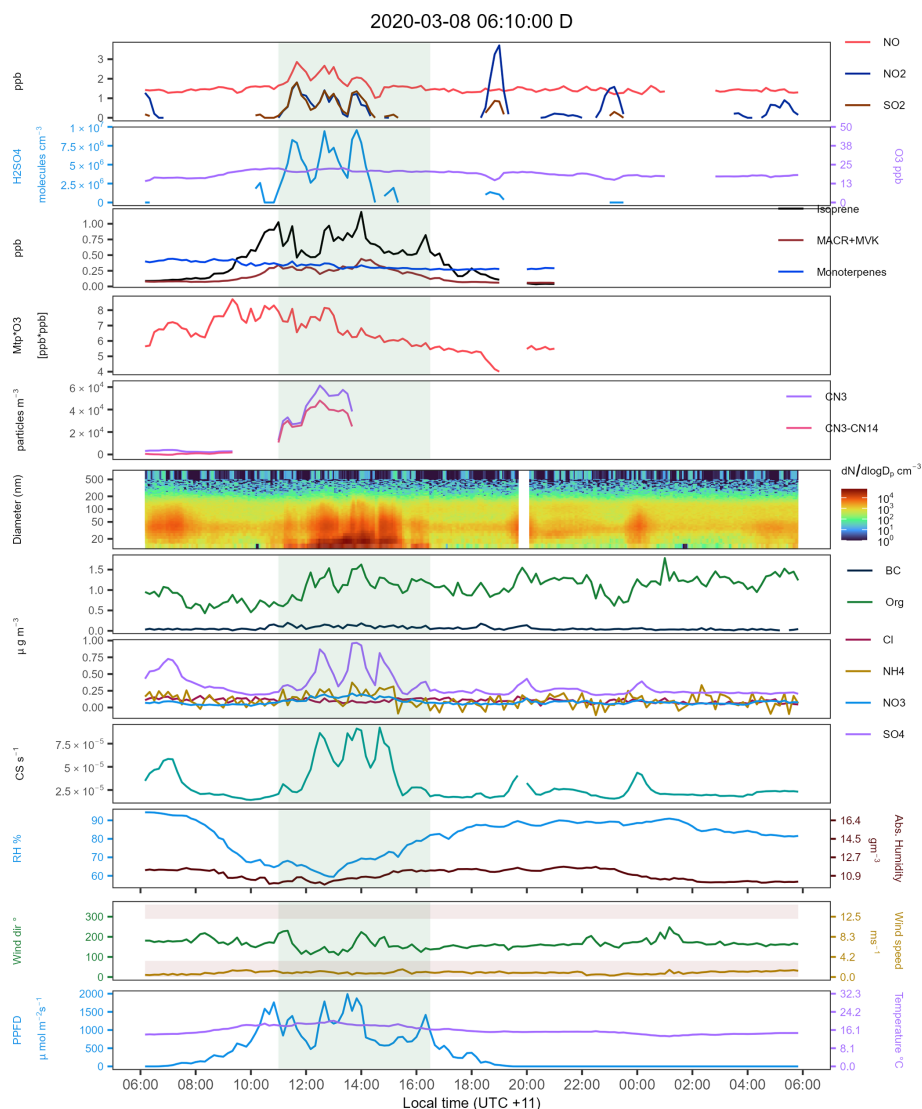 2020-03-08 06:10:00 D
ppb
3
2
1
0
NO
NO2
SO2
H2SO4
molecules cm⁻³
1 × 10⁷
7.5 × 10⁶
5 × 10⁶
2.5 × 10⁶
0
50
38
25
13
0
O3 ppb
ppb
1.00
0.75
0.50
0.25
0.00
Isoprene
MACR+MVK
Monoterpenes
Mtp*O3
[ppb*ppb]
8
7
6
5
4
particles m⁻³
6 × 10⁴
4 × 10⁴
2 × 10⁴
0
CN3
CN3-CN14
Diameter (nm)
500
200
100
50
20
dN/dlogDₚ cm⁻³
10⁴
10³
10²
10¹
10⁰
μ g m⁻³
1.5
1.0
0.5
0.0
BC
Org
1.00
0.75
0.50
0.25
0.00
Cl
NH4
NO3
SO4
CS s⁻¹
7.5 × 10⁻⁵
5 × 10⁻⁵
2.5 × 10⁻⁵
RH %
90
80
70
60
16.4
14.5
12.7
10.9
Abs. Humidity
gm⁻³
Wind dir °
300
200
100
0
12.5
8.3
4.2
0.0
Wind speed
ms⁻¹
PPFD
μ mol m⁻²s⁻¹
2000
1500
1000
500
0
32.3
24.2
16.1
8.1
0.0
Temperature °C
06:00 08:00 10:00 12:00 14:00 16:00 18:00 20:00 22:00 00:00 02:00 04:00 06:00
Local time (UTC +11)